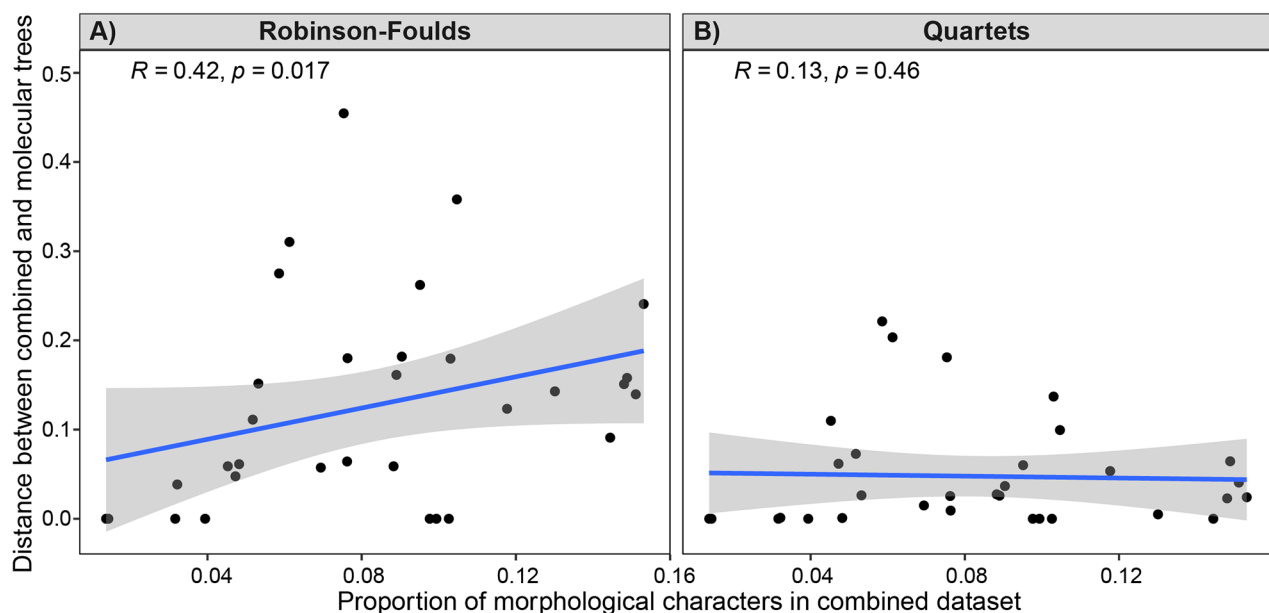 A) Robinson-Foulds
B) Quartets
R = 0.42, p = 0.017
R = 0.13, p = 0.46
Distance between combined and molecular trees
0.5
0.4
0.3
0.2
0.1
0.0
0.04 0.08 0.12 0.16
0.04 0.08 0.12
Proportion of morphological characters in combined dataset